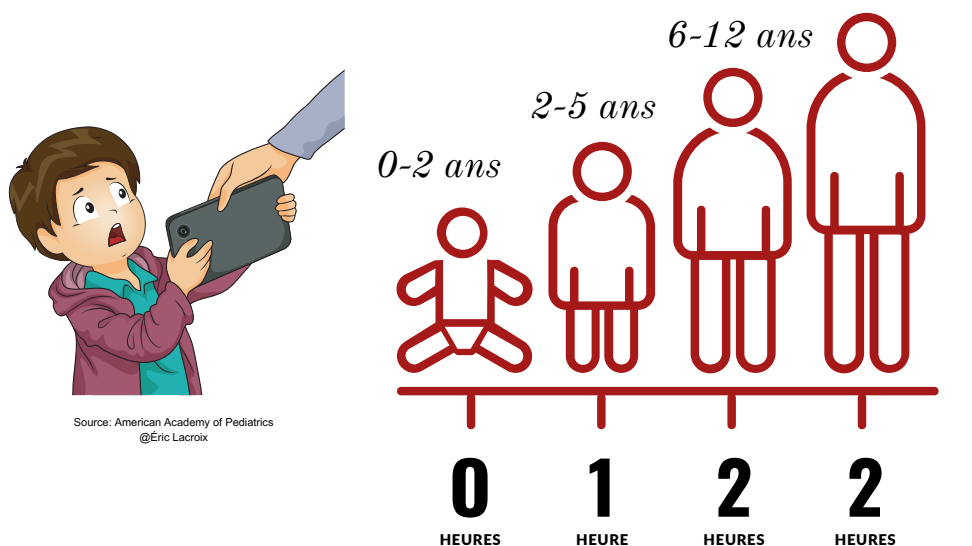 6-12 ans
2-5 ans
0-2 ans
Source: American Academy of Pediatrics
@Éric Lacroix
0 1 2 2
HEURES HEURE HEURES HEURES